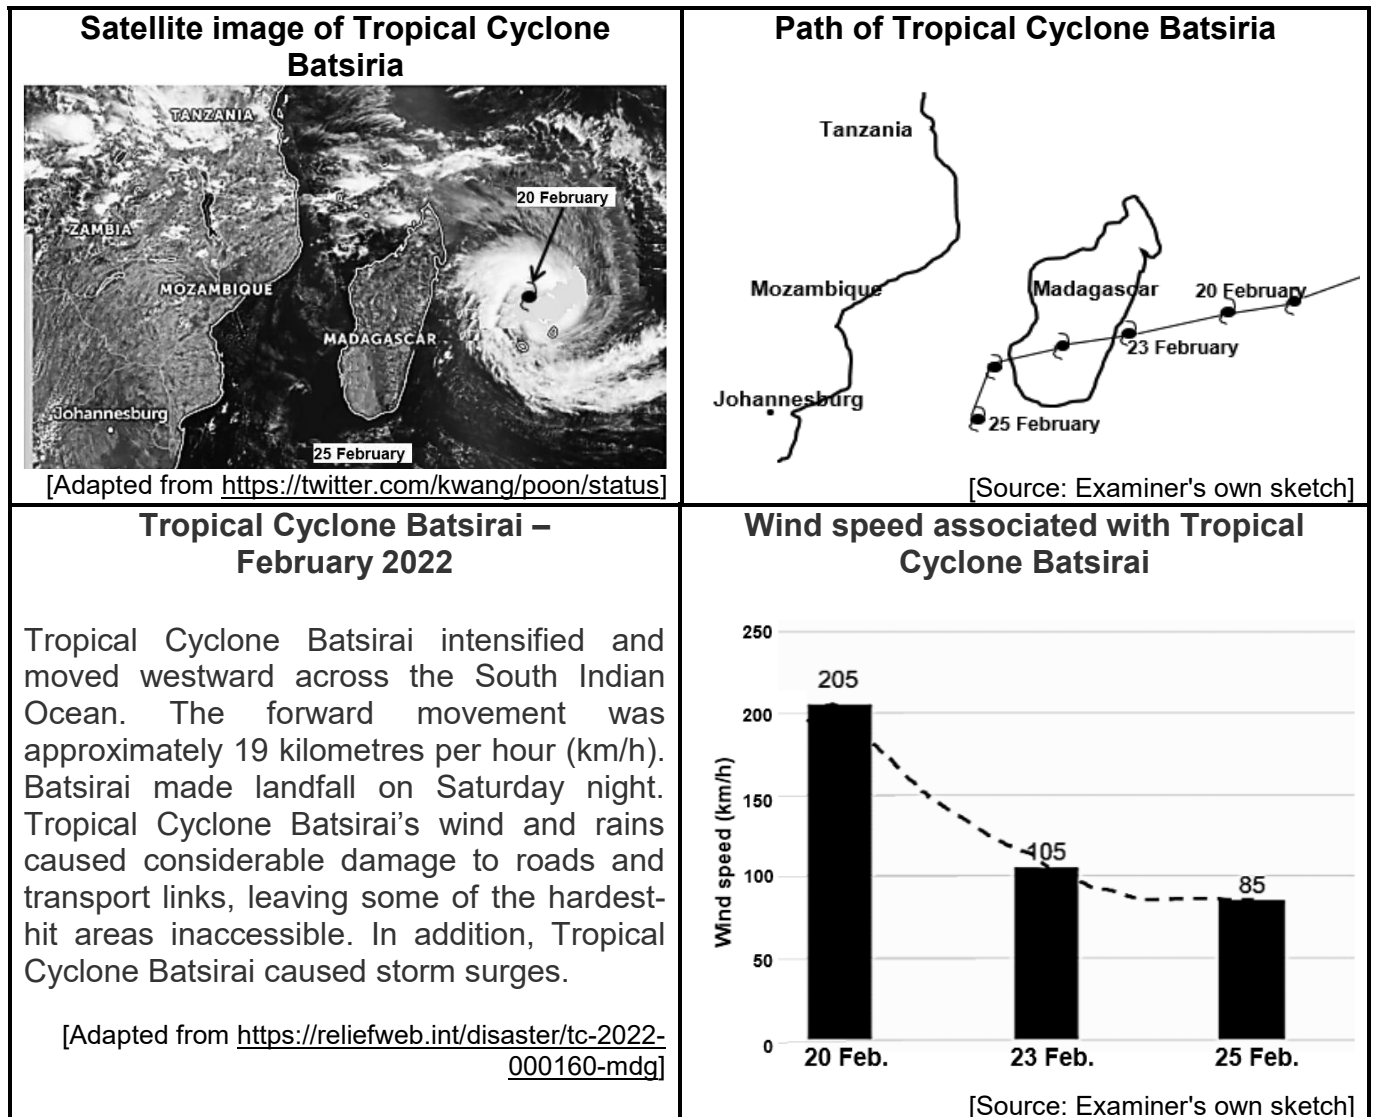 Satellite image of Tropical Cyclone
Batsiria
TANZANIA
20 February
ZAMBIA
MOZAMBIQUE
MADAGASCAR
Johannesburg
25 February
[Adapted from https://twitter.com/kwang/poon/status]
Path of Tropical Cyclone Batsiria
Tanzania
Mozambique
Madagascar
20 February
23 February
Johannesburg
25 February
[Source: Examiner's own sketch]
Tropical Cyclone Batsirai –
February 2022
Tropical Cyclone Batsirai intensified and
moved westward across the South Indian
Ocean. The forward movement was
approximately 19 kilometres per hour (km/h).
Batsirai made landfall on Saturday night.
Tropical Cyclone Batsirai’s wind and rains
caused considerable damage to roads and
transport links, leaving some of the hardest-
hit areas inaccessible. In addition, Tropical
Cyclone Batsirai caused storm surges.
[Adapted from https://reliefweb.int/disaster/tc-2022-
000160-mdg]
Wind speed associated with Tropical
Cyclone Batsirai
Wind speed (km/h)
250
205
200
150
105
100
85
50
0
20 Feb.
23 Feb.
25 Feb.
[Source: Examiner's own sketch]